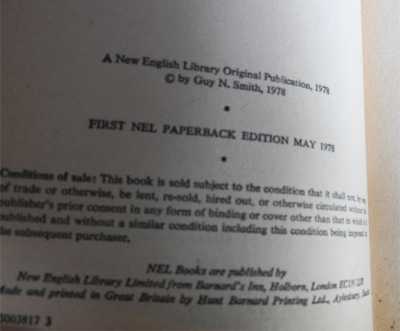 A New English Library Original Publication, 1978
© by Guy N. Smith, 1978
*
FIRST NEL PAPERBACK EDITION MAY 1978
*
Conditions of sale: This book is sold subject to the condition that it shall not, by way
of trade or otherwise, be lent, re-sold, hired out, or otherwise circulated without the
publisher's prior consent in any form of binding or cover other than that in which it is
published and without a similar condition including this condition being imposed on
the subsequent purchaser.
NEL Books are published by
New English Library Limited from Barnard's Inn, Holborn, London
Made and printed in Great Britain by Hunt Barnard Printing Ltd., Aylesbury,
5003817 3